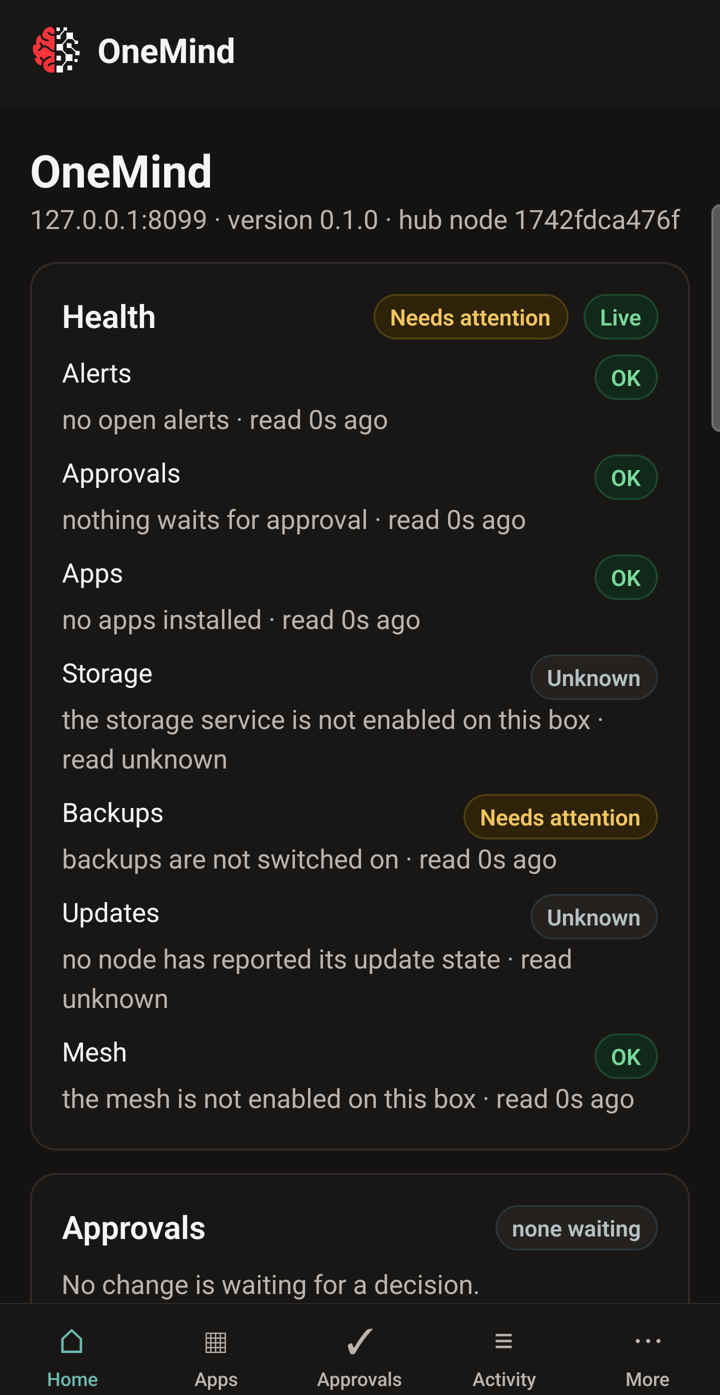 OneMind
OneMind
127.0.0.1:8099 · version 0.1.0 · hub node 1742fdca476f
Health Needs attention Live
Alerts OK
no open alerts · read 0s ago
Approvals OK
nothing waits for approval · read 0s ago
Apps OK
no apps installed · read 0s ago
Storage Unknown
the storage service is not enabled on this box ·
read unknown
Backups Needs attention
backups are not switched on · read 0s ago
Updates Unknown
no node has reported its update state · read
unknown
Mesh OK
the mesh is not enabled on this box · read 0s ago
Approvals none waiting
No change is waiting for a decision.
Home Apps Approvals Activity More